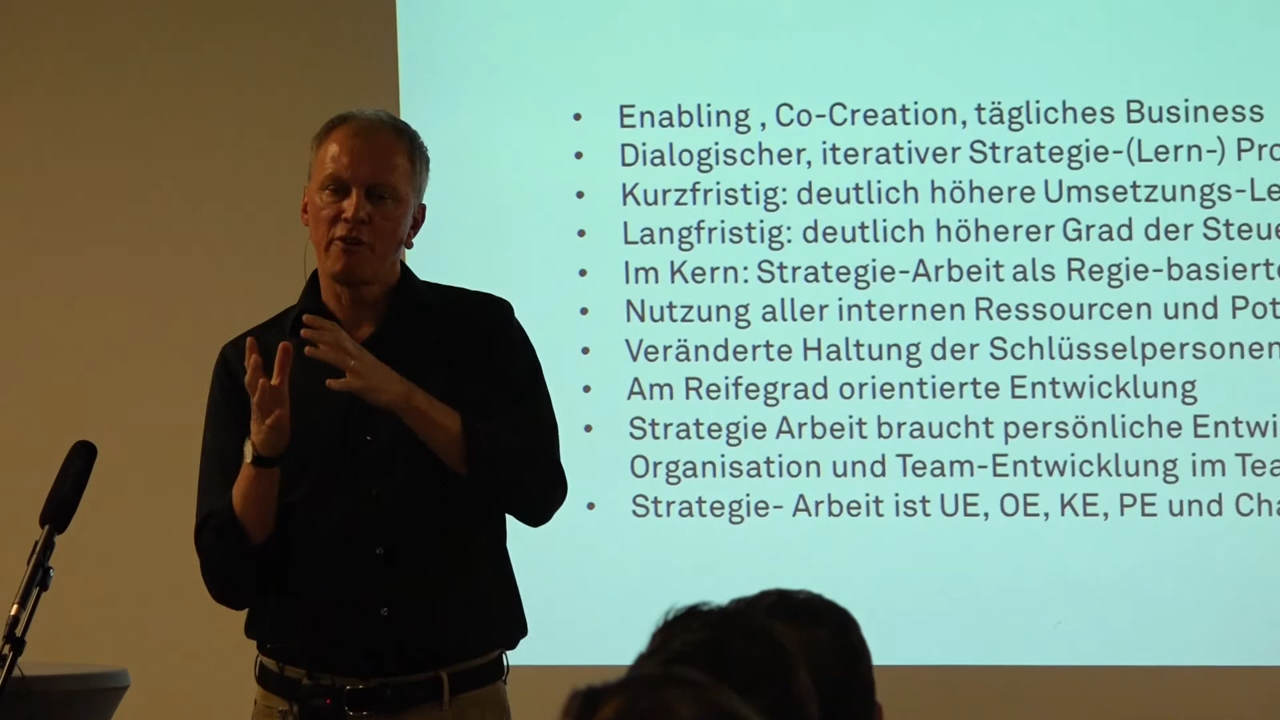 • Enabling , Co-Creation, tägliches Business
• Dialogischer, iterativer Strategie-(Lern-) Pro
• Kurzfristig: deutlich höhere Umsetzungs-Le
• Langfristig: deutlich höherer Grad der Steue
• Im Kern: Strategie-Arbeit als Regie-basierte
• Nutzung aller internen Ressourcen und Pot
• Veränderte Haltung der Schlüsselpersonen
• Am Reifegrad orientierte Entwicklung
• Strategie Arbeit braucht persönliche Entwi
Organisation und Team-Entwicklung im Tea
• Strategie- Arbeit ist UE, OE, KE, PE und Cha